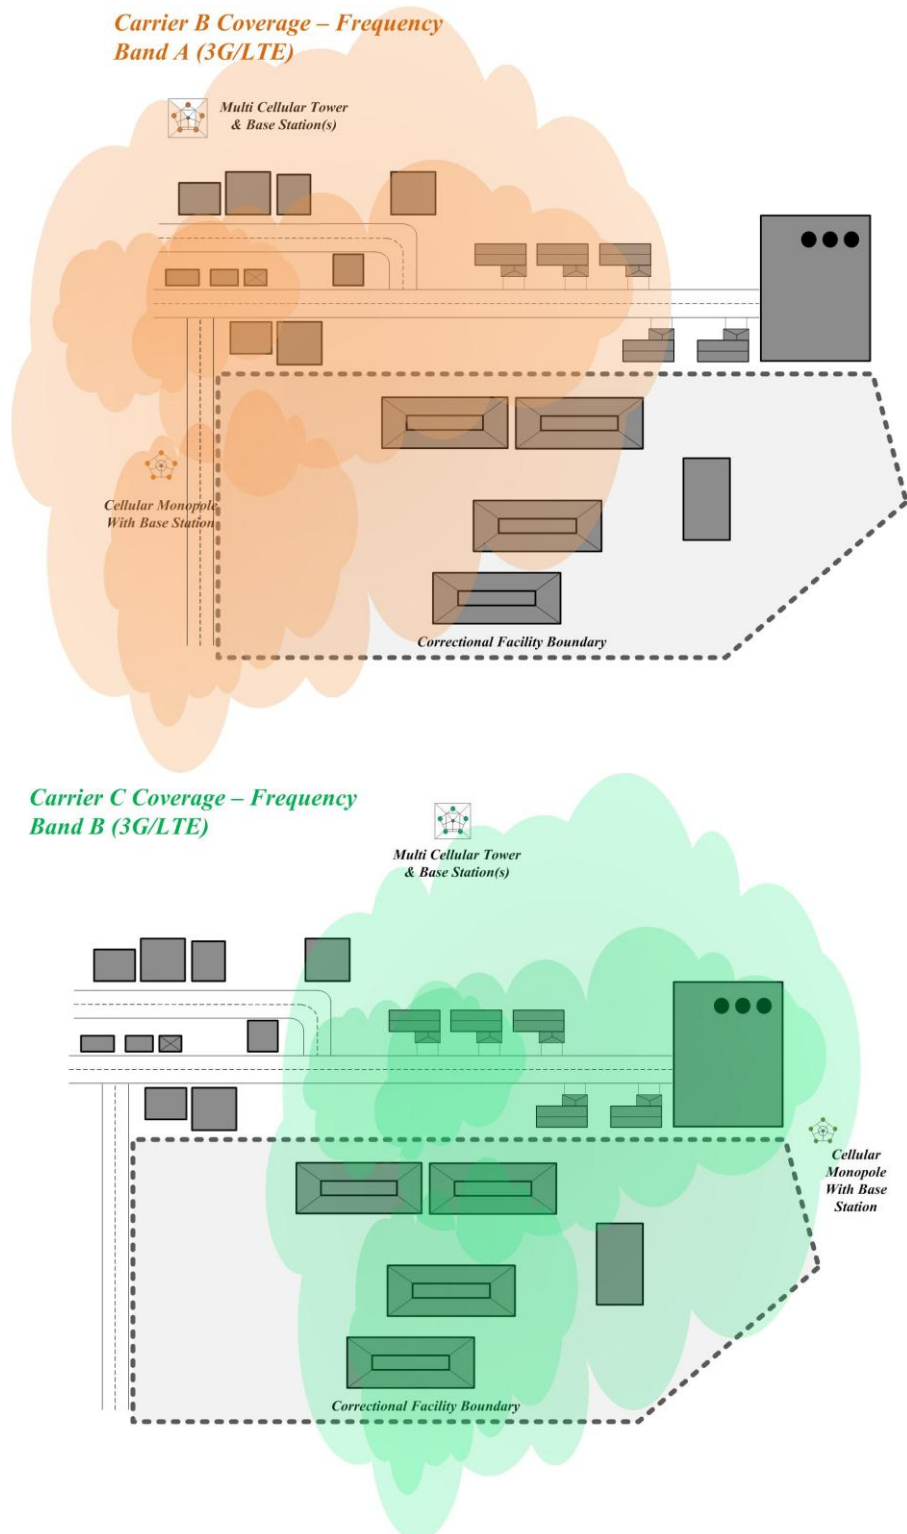 Carrier B Coverage – Frequency
Band A (3G/LTE)
Multi Cellular Tower
& Base Station(s)
Cellular Monopole
With Base Station
Correctional Facility Boundary
Carrier C Coverage – Frequency
Band B (3G/LTE)
Multi Cellular Tower
& Base Station(s)
Cellular
Monopole
With Base
Station
Correctional Facility Boundary